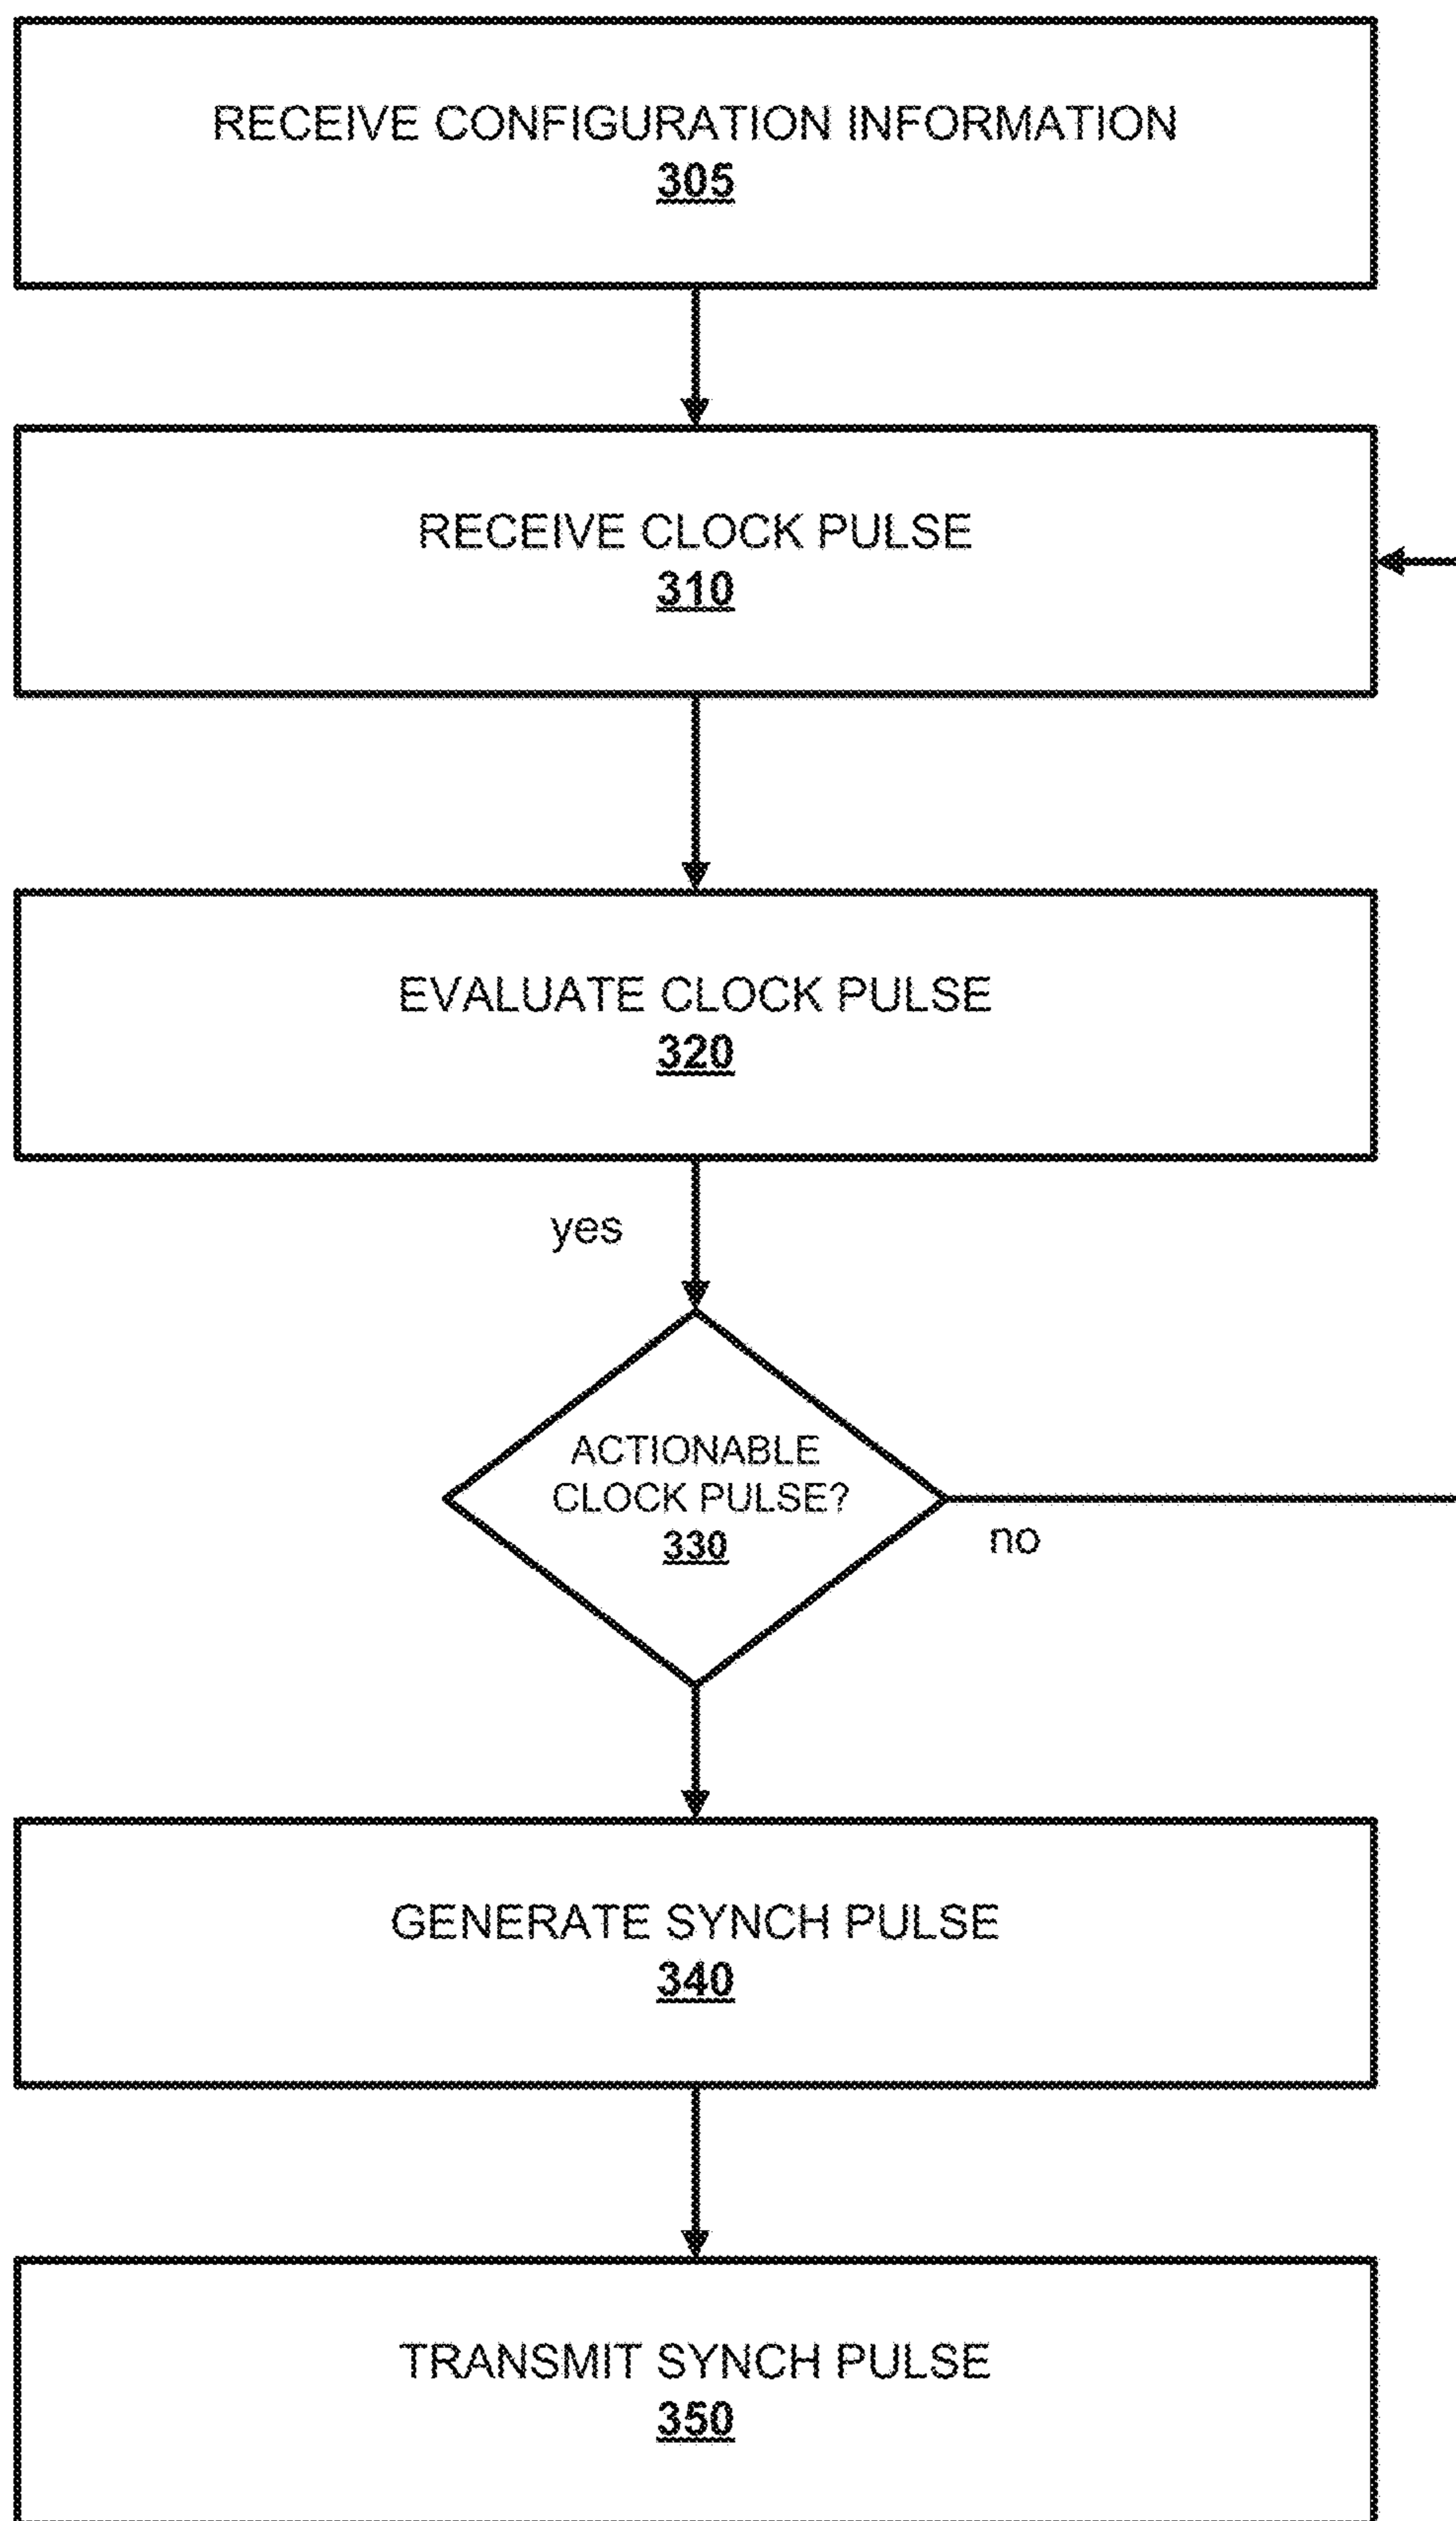 RECEIVE CONFIGURATION INFORMATION
305
RECEIVE CLOCK PULSE
310
EVALUATE CLOCK PULSE
320
yes
ACTIONABLE
CLOCK PULSE?
330
no
GENERATE SYNCH PULSE
340
TRANSMIT SYNCH PULSE
350